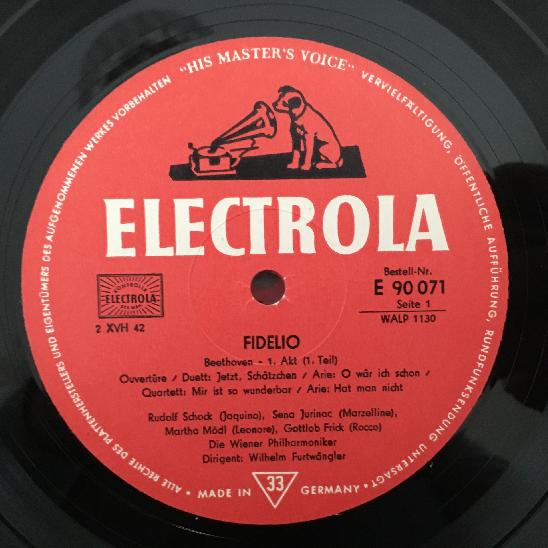 "HIS MASTER'S VOICE"
VERVIELFÄLTIGUNG, ÖFFENTLICHE AUFFÜHRUNG, RUNDFUNKSENDUNG UNTERSAGT
ALLE RECHTE DES PLATTENHERSTELLERS UND EIGENTÜMERS DES AUFGENOMMENEN WERKES VORBEHALTEN
ELECTROLA
KONTROLLE
ELECTROLA
2 XVH 42
Bestell-Nr.
E 90 071
Seite 1
WALP 1130
FIDELIO
Beethoven - 1. Akt (1. Teil)
Ouvertüre / Duett: Jetzt, Schätzchen / Arie: O wär ich schon /
Quartett: Mir ist so wunderbar / Arie: Hat man nicht
Rudolf Schock (Jaquino), Sena Jurinac (Marzelline),
Martha Mödl (Leonore), Gottlob Frick (Rocco)
Die Wiener Philharmoniker
Dirigent: Wilhelm Furtwängler
MADE IN 33 GERMANY